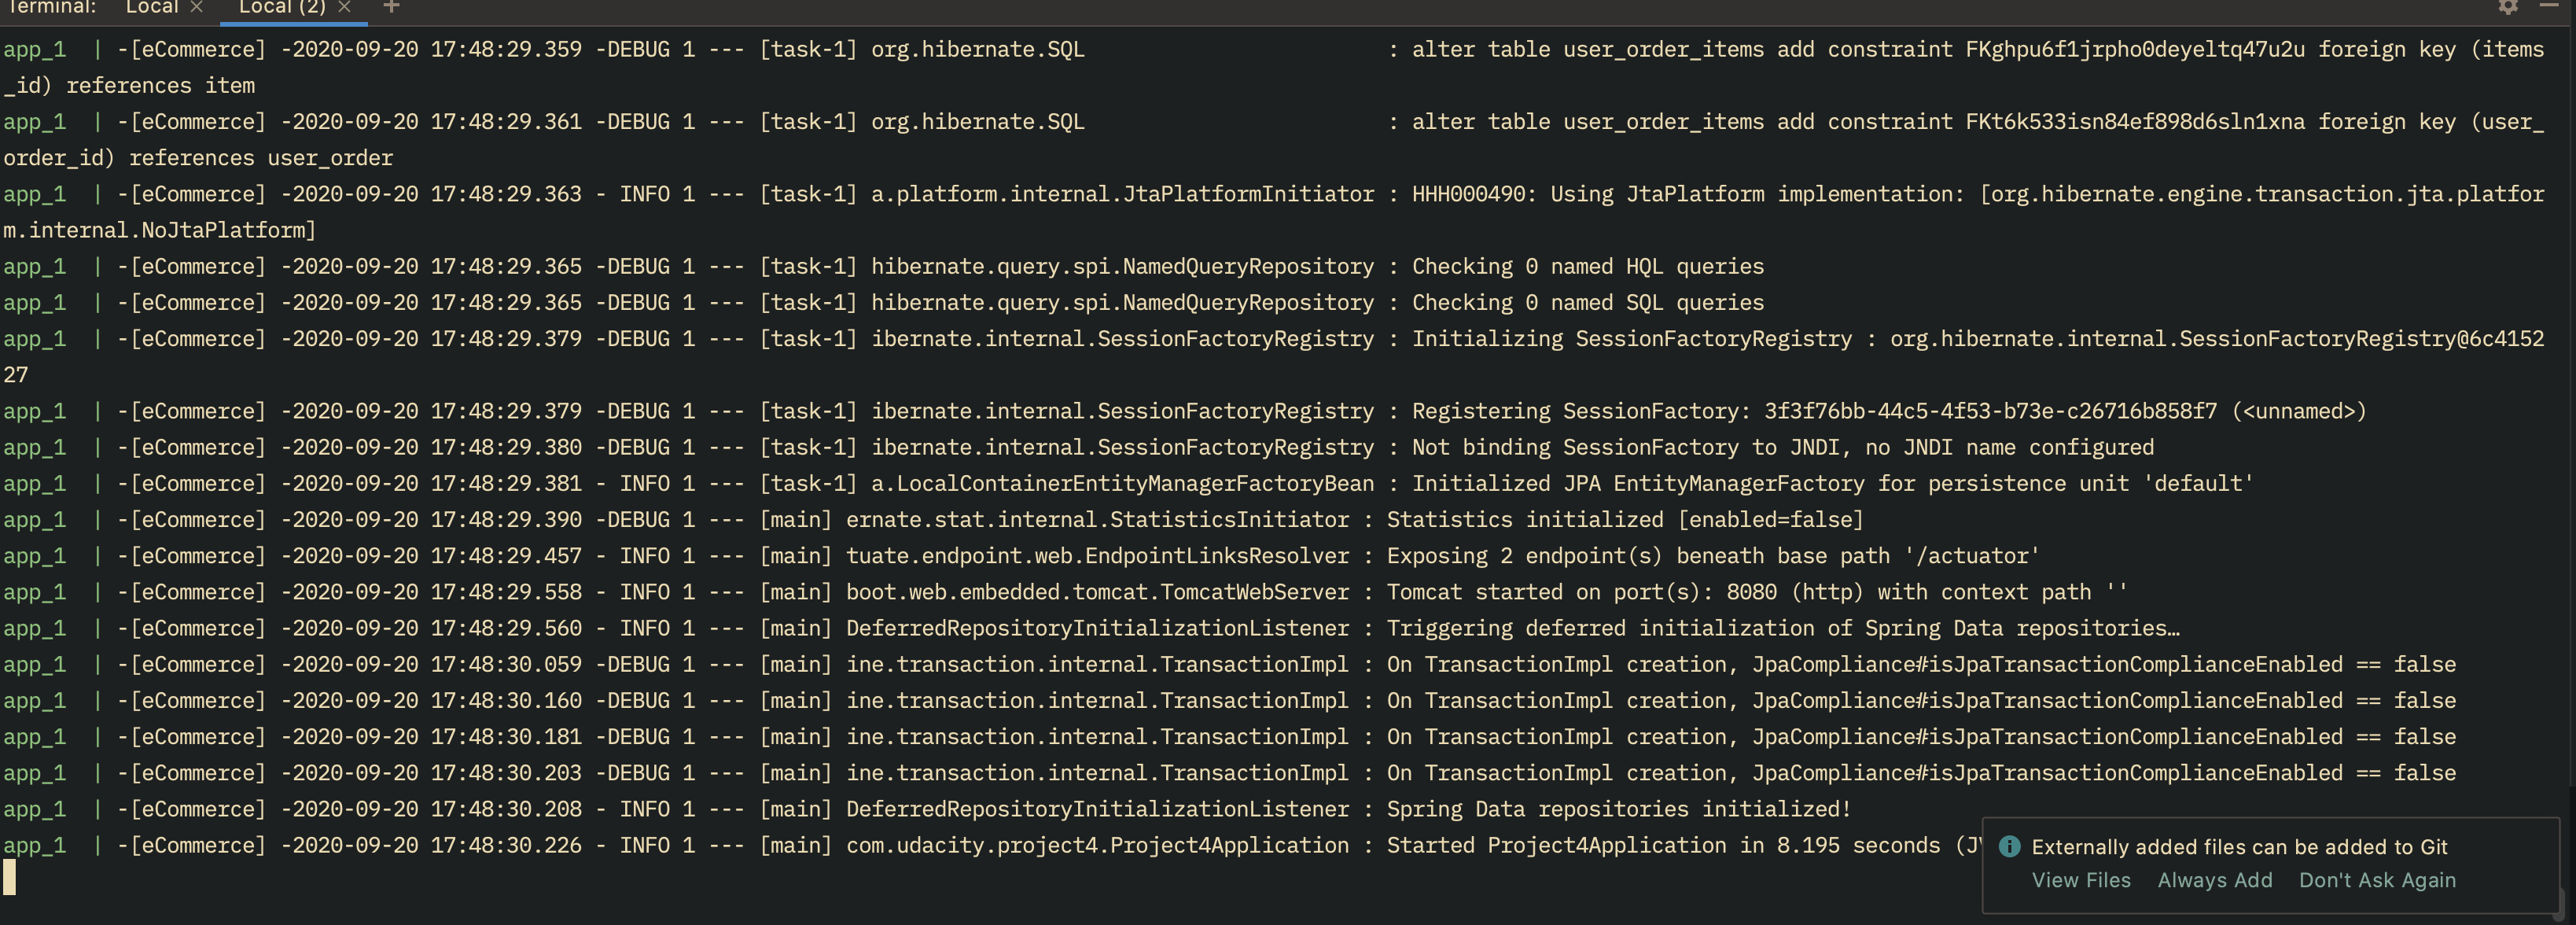 Terminal: Local × Local (2) × +
app_1 | -[eCommerce] -2020-09-20 17:48:29.359 -DEBUG 1 --- [task-1] org.hibernate.SQL : alter table user_order_items add constraint FKghpu6f1jrpho0deyeltq47u2u foreign key (items
_id) references item
app_1 | -[eCommerce] -2020-09-20 17:48:29.361 -DEBUG 1 --- [task-1] org.hibernate.SQL : alter table user_order_items add constraint FKt6k533isn84ef898d6sln1xna foreign key (user_
order_id) references user_order
app_1 | -[eCommerce] -2020-09-20 17:48:29.363 - INFO 1 --- [task-1] a.platform.internal.JtaPlatformInitiator : HHH000490: Using JtaPlatform implementation: [org.hibernate.engine.transaction.jta.platfor
m.internal.NoJtaPlatform]
app_1 | -[eCommerce] -2020-09-20 17:48:29.365 -DEBUG 1 --- [task-1] hibernate.query.spi.NamedQueryRepository : Checking 0 named HQL queries
app_1 | -[eCommerce] -2020-09-20 17:48:29.365 -DEBUG 1 --- [task-1] hibernate.query.spi.NamedQueryRepository : Checking 0 named SQL queries
app_1 | -[eCommerce] -2020-09-20 17:48:29.379 -DEBUG 1 --- [task-1] ibernate.internal.SessionFactoryRegistry : Initializing SessionFactoryRegistry : org.hibernate.internal.SessionFactoryRegistry@6c4152
27
app_1 | -[eCommerce] -2020-09-20 17:48:29.379 -DEBUG 1 --- [task-1] ibernate.internal.SessionFactoryRegistry : Registering SessionFactory: 3f3f76bb-44c5-4f53-b73e-c26716b858f7 (<unnamed>)
app_1 | -[eCommerce] -2020-09-20 17:48:29.380 -DEBUG 1 --- [task-1] ibernate.internal.SessionFactoryRegistry : Not binding SessionFactory to JNDI, no JNDI name configured
app_1 | -[eCommerce] -2020-09-20 17:48:29.381 - INFO 1 --- [task-1] a.LocalContainerEntityManagerFactoryBean : Initialized JPA EntityManagerFactory for persistence unit 'default'
app_1 | -[eCommerce] -2020-09-20 17:48:29.390 -DEBUG 1 --- [main] ernate.stat.internal.StatisticsInitiator : Statistics initialized [enabled=false]
app_1 | -[eCommerce] -2020-09-20 17:48:29.457 - INFO 1 --- [main] tuate.endpoint.web.EndpointLinksResolver : Exposing 2 endpoint(s) beneath base path '/actuator'
app_1 | -[eCommerce] -2020-09-20 17:48:29.558 - INFO 1 --- [main] boot.web.embedded.tomcat.TomcatWebServer : Tomcat started on port(s): 8080 (http) with context path ''
app_1 | -[eCommerce] -2020-09-20 17:48:29.560 - INFO 1 --- [main] DeferredRepositoryInitializationListener : Triggering deferred initialization of Spring Data repositories…
app_1 | -[eCommerce] -2020-09-20 17:48:30.059 -DEBUG 1 --- [main] ine.transaction.internal.TransactionImpl : On TransactionImpl creation, JpaCompliance#isJpaTransactionComplianceEnabled == false
app_1 | -[eCommerce] -2020-09-20 17:48:30.160 -DEBUG 1 --- [main] ine.transaction.internal.TransactionImpl : On TransactionImpl creation, JpaCompliance#isJpaTransactionComplianceEnabled == false
app_1 | -[eCommerce] -2020-09-20 17:48:30.181 -DEBUG 1 --- [main] ine.transaction.internal.TransactionImpl : On TransactionImpl creation, JpaCompliance#isJpaTransactionComplianceEnabled == false
app_1 | -[eCommerce] -2020-09-20 17:48:30.203 -DEBUG 1 --- [main] ine.transaction.internal.TransactionImpl : On TransactionImpl creation, JpaCompliance#isJpaTransactionComplianceEnabled == false
app_1 | -[eCommerce] -2020-09-20 17:48:30.208 - INFO 1 --- [main] DeferredRepositoryInitializationListener : Spring Data repositories initialized!
app_1 | -[eCommerce] -2020-09-20 17:48:30.226 - INFO 1 --- [main] com.udacity.project4.Project4Application : Started Project4Application in 8.195 seconds
Externally added files can be added to Git
View Files Always Add Don't Ask Again